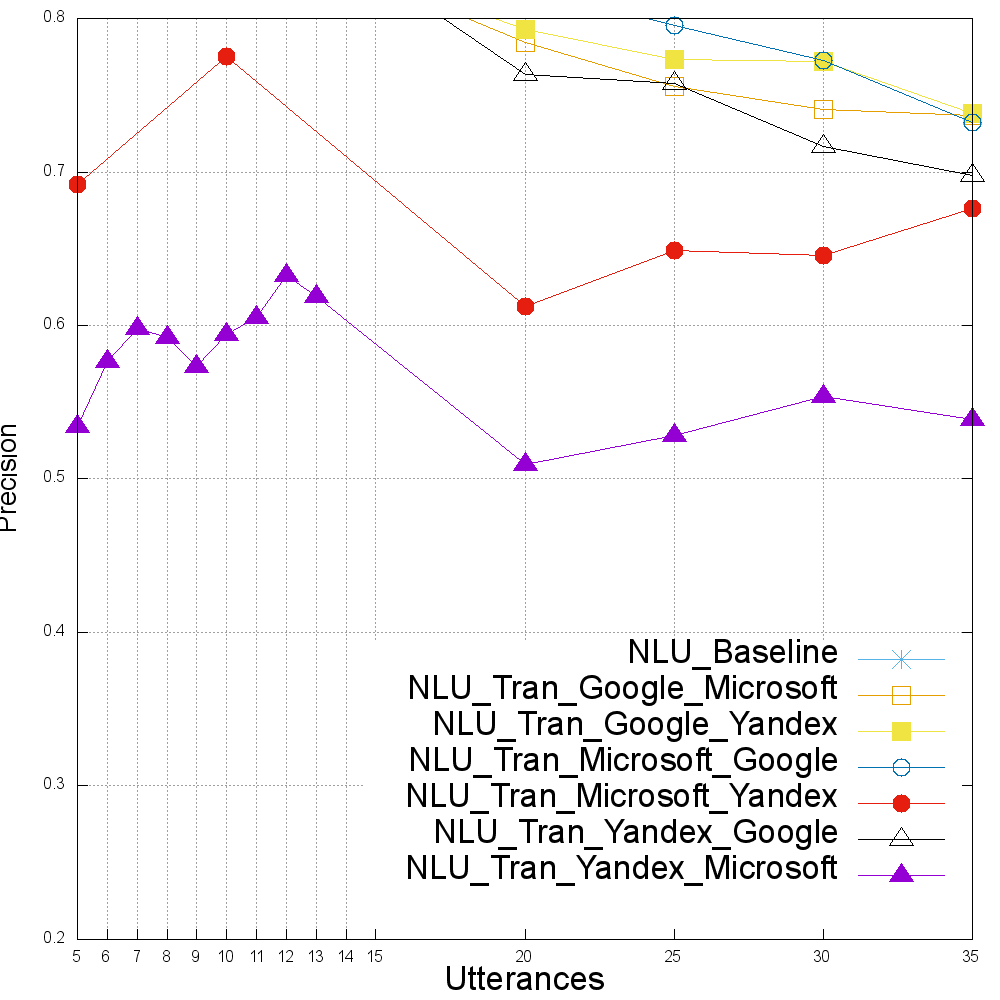 0.8
0.7
0.6
0.5
0.4
0.3
0.2
Precision
NLU_Baseline
NLU_Tran_Google_Microsoft
NLU_Tran_Google_Yandex
NLU_Tran_Microsoft_Google
NLU_Tran_Microsoft_Yandex
NLU_Tran_Yandex_Google
NLU_Tran_Yandex_Microsoft
5 6 7 8 9 10 11 12 13 14 15 20 25 30 35
Utterances